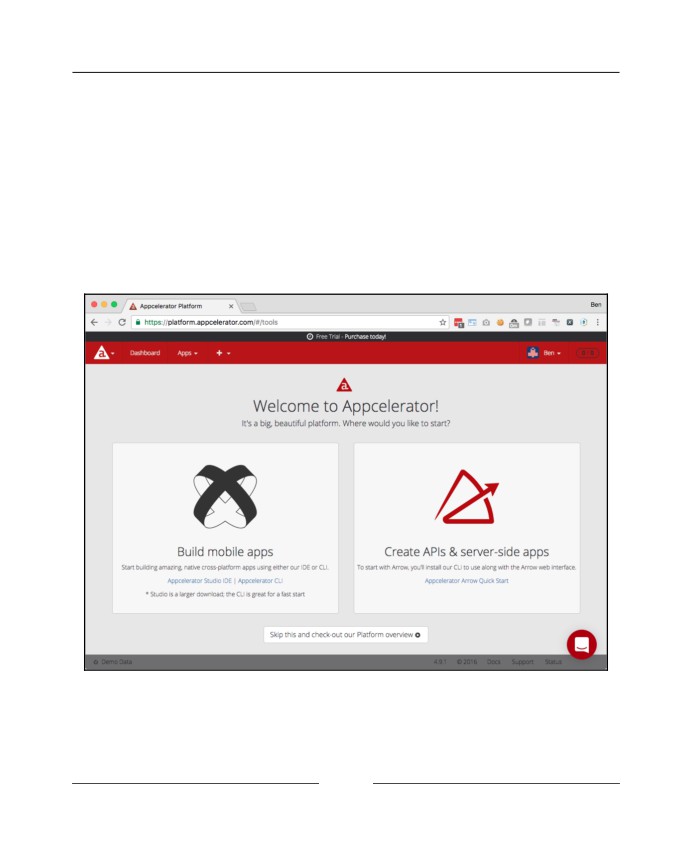 Appcelerator Platform
Ben
https://platform.appcelerator.com/#/tools
Free Trial - Purchase today!
Dashboard Apps
Ben
Welcome to Appcelerator!
It's a big, beautiful platform. Where would you like to start?
Build mobile apps
Start building amazing, native cross-platform apps using either our IDE or CLI.
Appcelerator Studio IDE | Appcelerator CLI
* Studio is a larger download; the CLI is great for a fast start
Create APIs & server-side apps
To start with Arrow, you'll install our CLI to use along with the Arrow web interface.
Appcelerator Arrow Quick Start
Skip this and check-out our Platform overview
Demo Data
4.9.1 © 2016 Docs Support Status